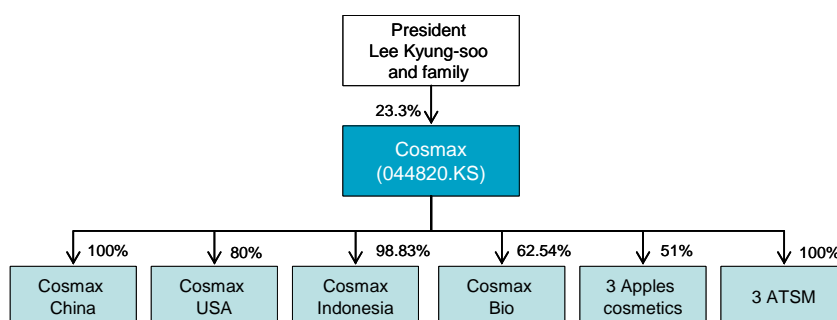 President
Lee Kyung-soo
and family
23.3%
Cosmax
(044820.KS)
100%
80%
98.83%
62.54%
51%
100%
Cosmax
China
Cosmax
USA
Cosmax
Indonesia
Cosmax
Bio
3 Apples
cosmetics
3 ATSM